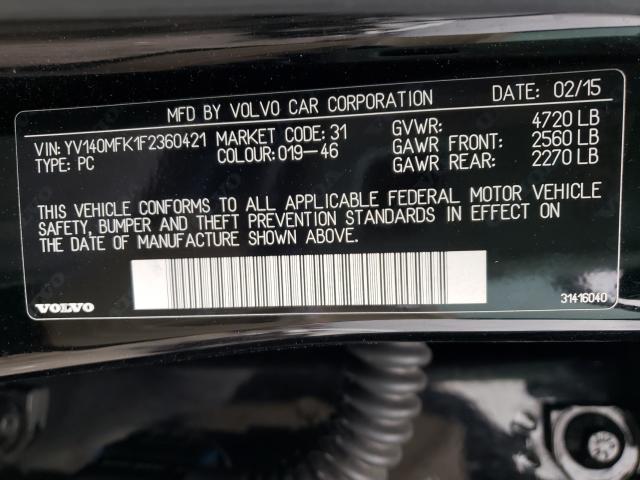 MFD BY VOLVO CAR CORPORATION DATE: 02/15
VIN: YV140MFK1F2360421 MARKET CODE: 31 GVWR: 4720 LB
TYPE: PC COLOUR: 019-46 GAWR FRONT: 2560 LB
GAWR REAR: 2270 LB
THIS VEHICLE CONFORMS TO ALL APPLICABLE FEDERAL MOTOR VEHICLE
SAFETY, BUMPER AND THEFT PREVENTION STANDARDS IN EFFECT ON
THE DATE OF MANUFACTURE SHOWN ABOVE.
VOLVO 31416040